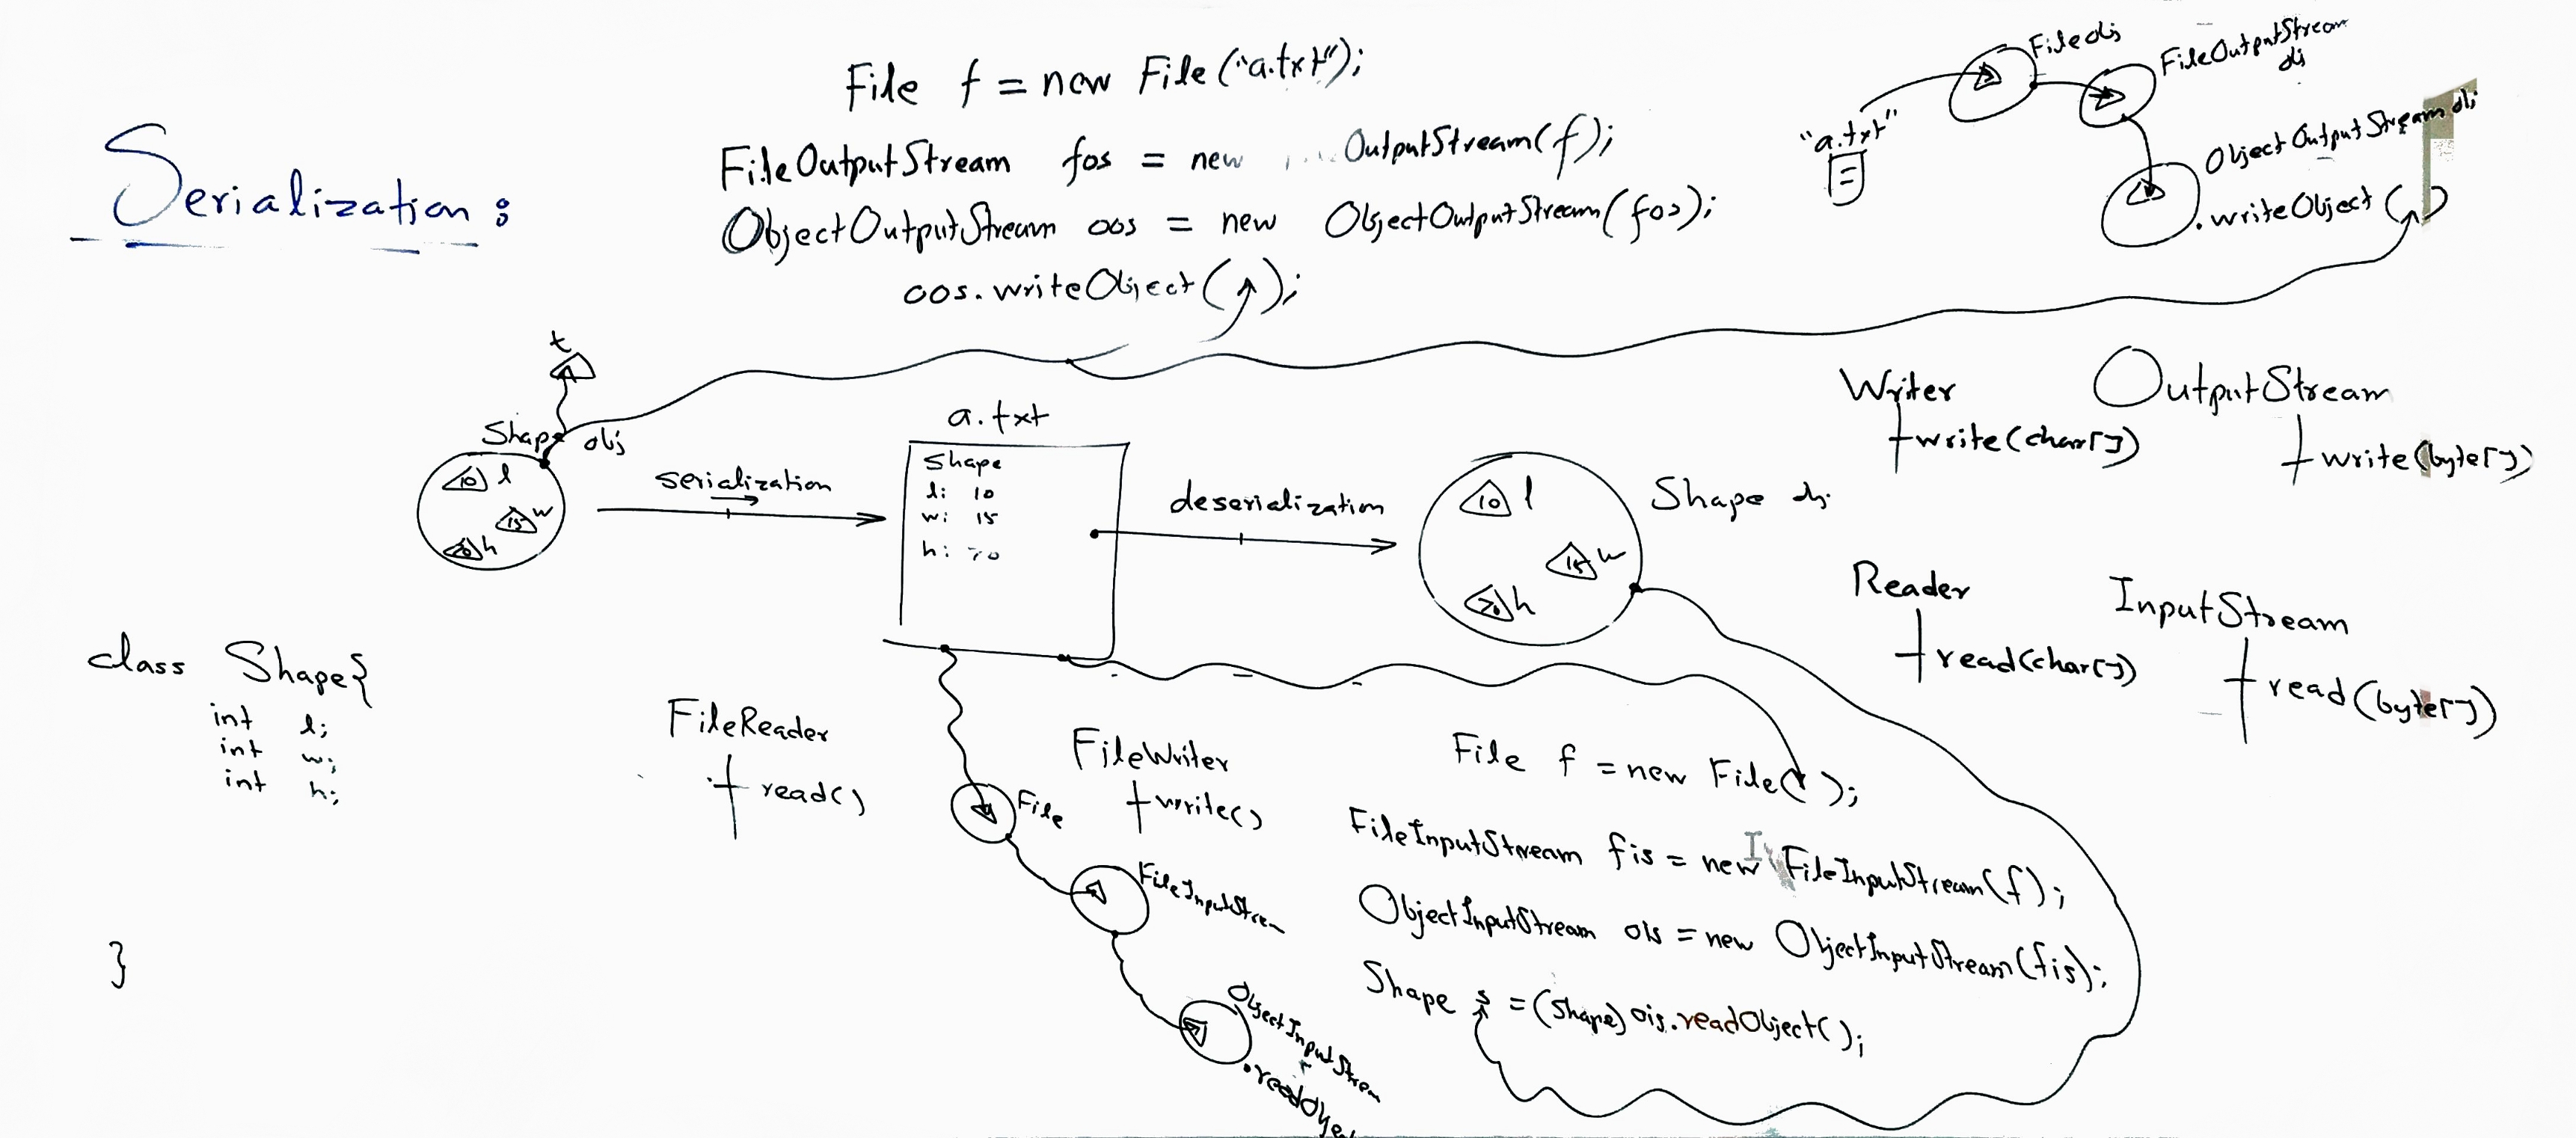 Serialization :
File f = new File ("a.txt");
FileOutputStream fos = new OutputStream(f);
ObjectOutputStream oos = new ObjectOutputStream(fos);
oos.writeObject( );
File obj
FileOutputStream
obj
"a.txt"
ObjectOutputStream obj
.writeObject ( )
t
Shape obj
10 l
15 w
h
serialization
a.txt
Shape
l: 10
w: 15
h: 70
deserialization
10 l
15 w
h
Shape obj
Writer
write(char[])
OutputStream
write(byte[])
Reader
read(char[])
InputStream
read(byte[])
class Shape{
int l;
int w;
int h;
}
FileReader
read()
FileWriter
write()
File
FileInputStream
ObjectInputStream
File f = new File( );
FileInputStream fis = new FileInputStream(f);
ObjectInputStream ois = new ObjectInputStream(fis);
Shape s = (Shape) ois.readObject();